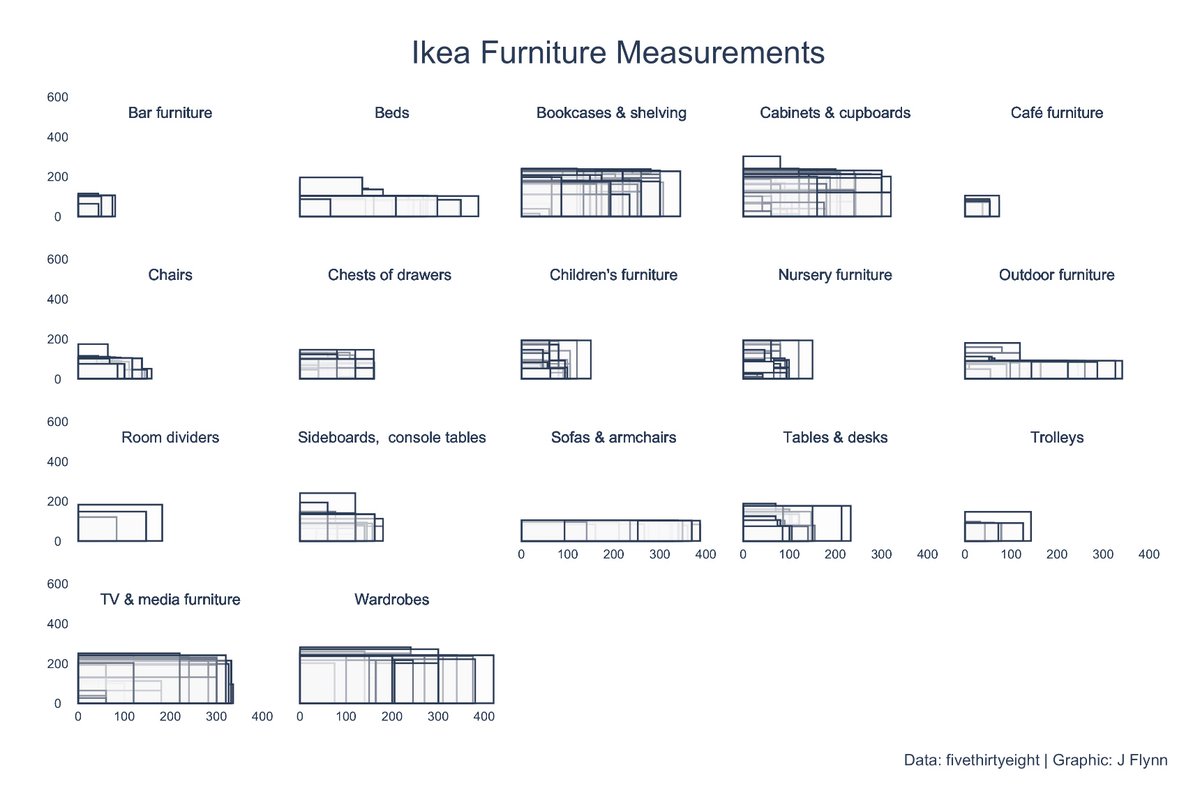 Ikea Furniture Measurements
600
Bar furniture
Beds
Bookcases & shelving
Cabinets & cupboards
Café furniture
400
200
0
600
Chairs
Chests of drawers
Children's furniture
Nursery furniture
Outdoor furniture
400
200
0
600
Room dividers
Sideboards,  console tables
Sofas & armchairs
Tables & desks
Trolleys
400
200
0
0 100 200 300 400
0 100 200 300 400
0 100 200 300 400
600
TV & media furniture
Wardrobes
400
200
0
0 100 200 300 400
0 100 200 300 400
Data: fivethirtyeight | Graphic: J Flynn